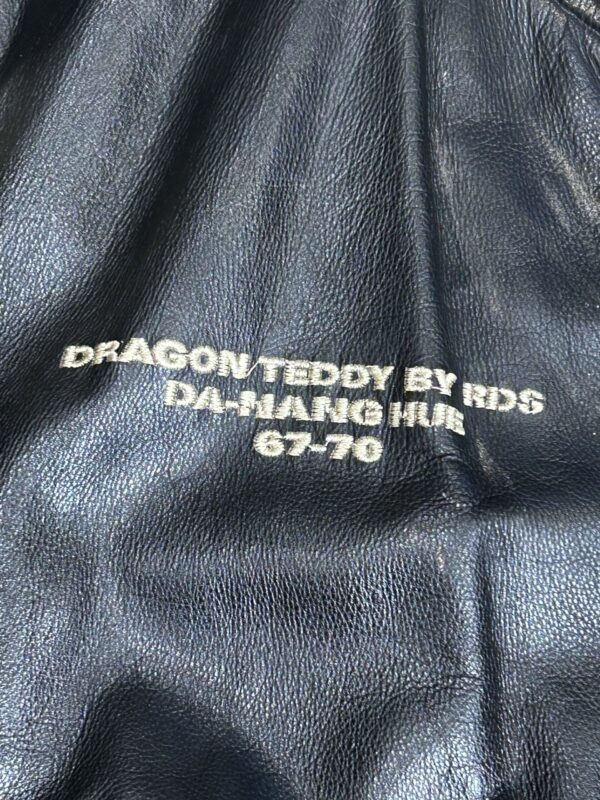 DRAGON/TEDDY BY RDS
DA-NANG HUE
67-70